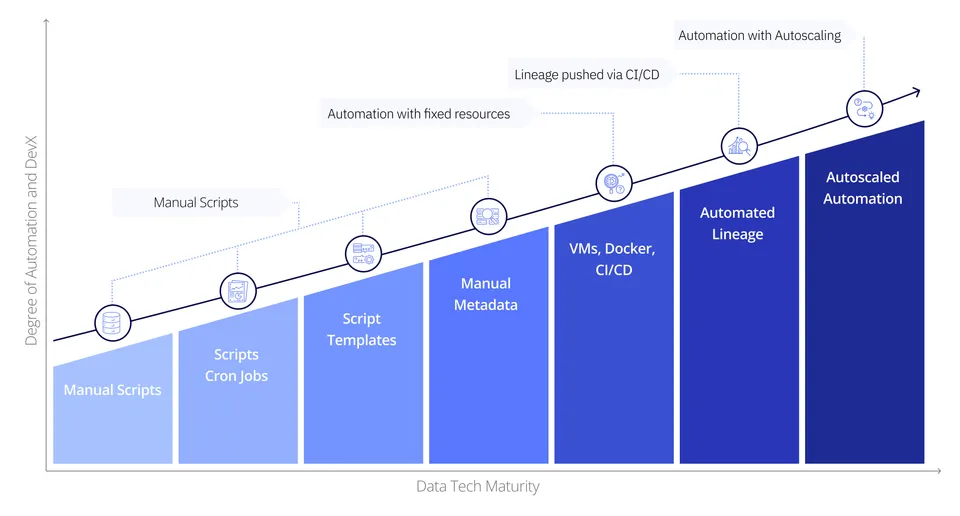 Automation with Autoscaling
Lineage pushed via CI/CD
Automation with fixed resources
Manual Scripts
Degree of Automation and DevX
Manual Scripts
Scripts
Cron Jobs
Script
Templates
Manual
Metadata
VMs, Docker,
CI/CD
Automated
Lineage
Autoscaled
Automation
Data Tech Maturity